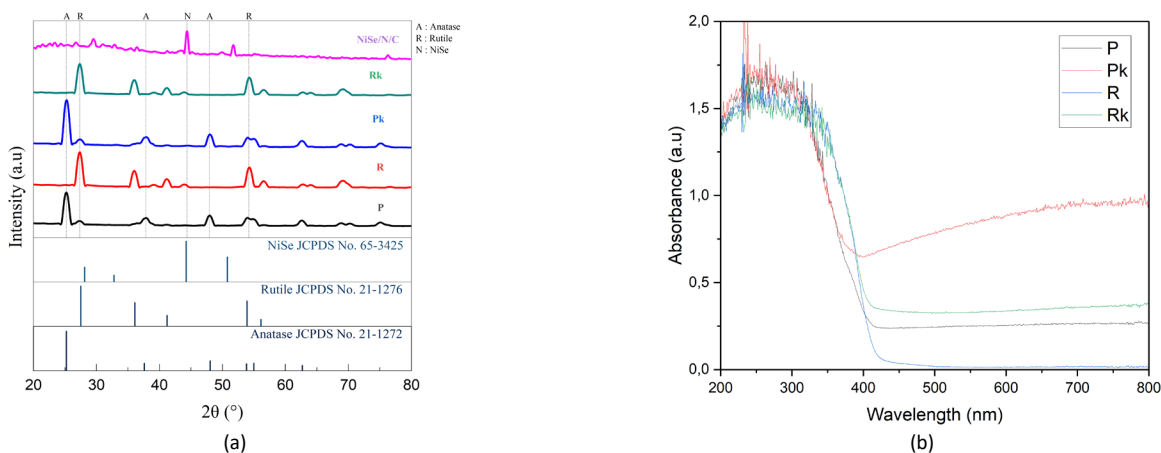 A R A N A R
A : Anatase
R : Rutile
N : NiSe
NiSe/N/C
Rk
Pk
R
P
NiSe JCPDS No. 65-3425
Rutile JCPDS No. 21-1276
Anatase JCPDS No. 21-1272
Intensity (a.u)
20 30 40 50 60 70 80
2θ (°)
(a)
2,0
1,5
1,0
0,5
0,0
Absorbance (a.u)
P
Pk
R
Rk
200 300 400 500 600 700 800
Wavelength (nm)
(b)